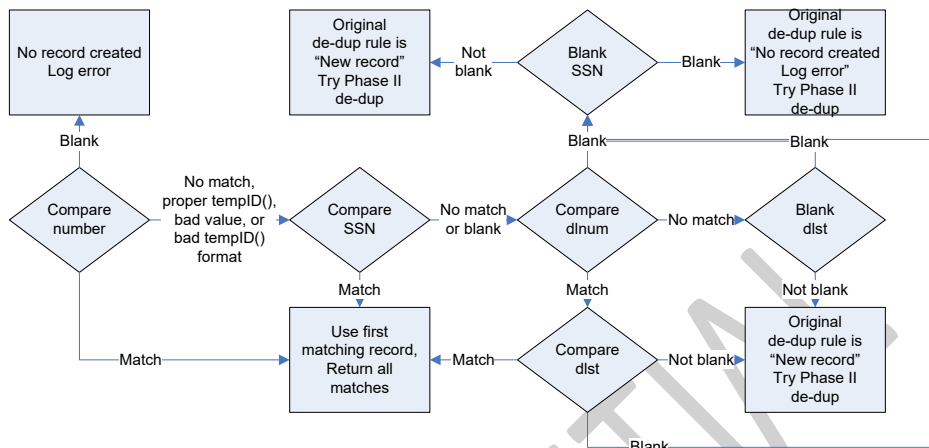 No record created
Log error
Original
de-dup rule is
“New record”
Try Phase II
de-dup
Not
blank
Blank
SSN
Blank
Original
de-dup rule is
“No record created
Log error”
Try Phase II
de-dup
Blank
Blank
Blank
Compare
number
No match,
proper tempID(),
bad value, or
bad tempID()
format
Compare
SSN
No match
or blank
Compare
dlnum
No match
Blank
dlst
Match
Match
Not blank
Match
Use first
matching record,
Return all
matches
Match
Compare
dlst
Not blank
Original
de-dup rule is
“New record”
Try Phase II
de-dup
Blank